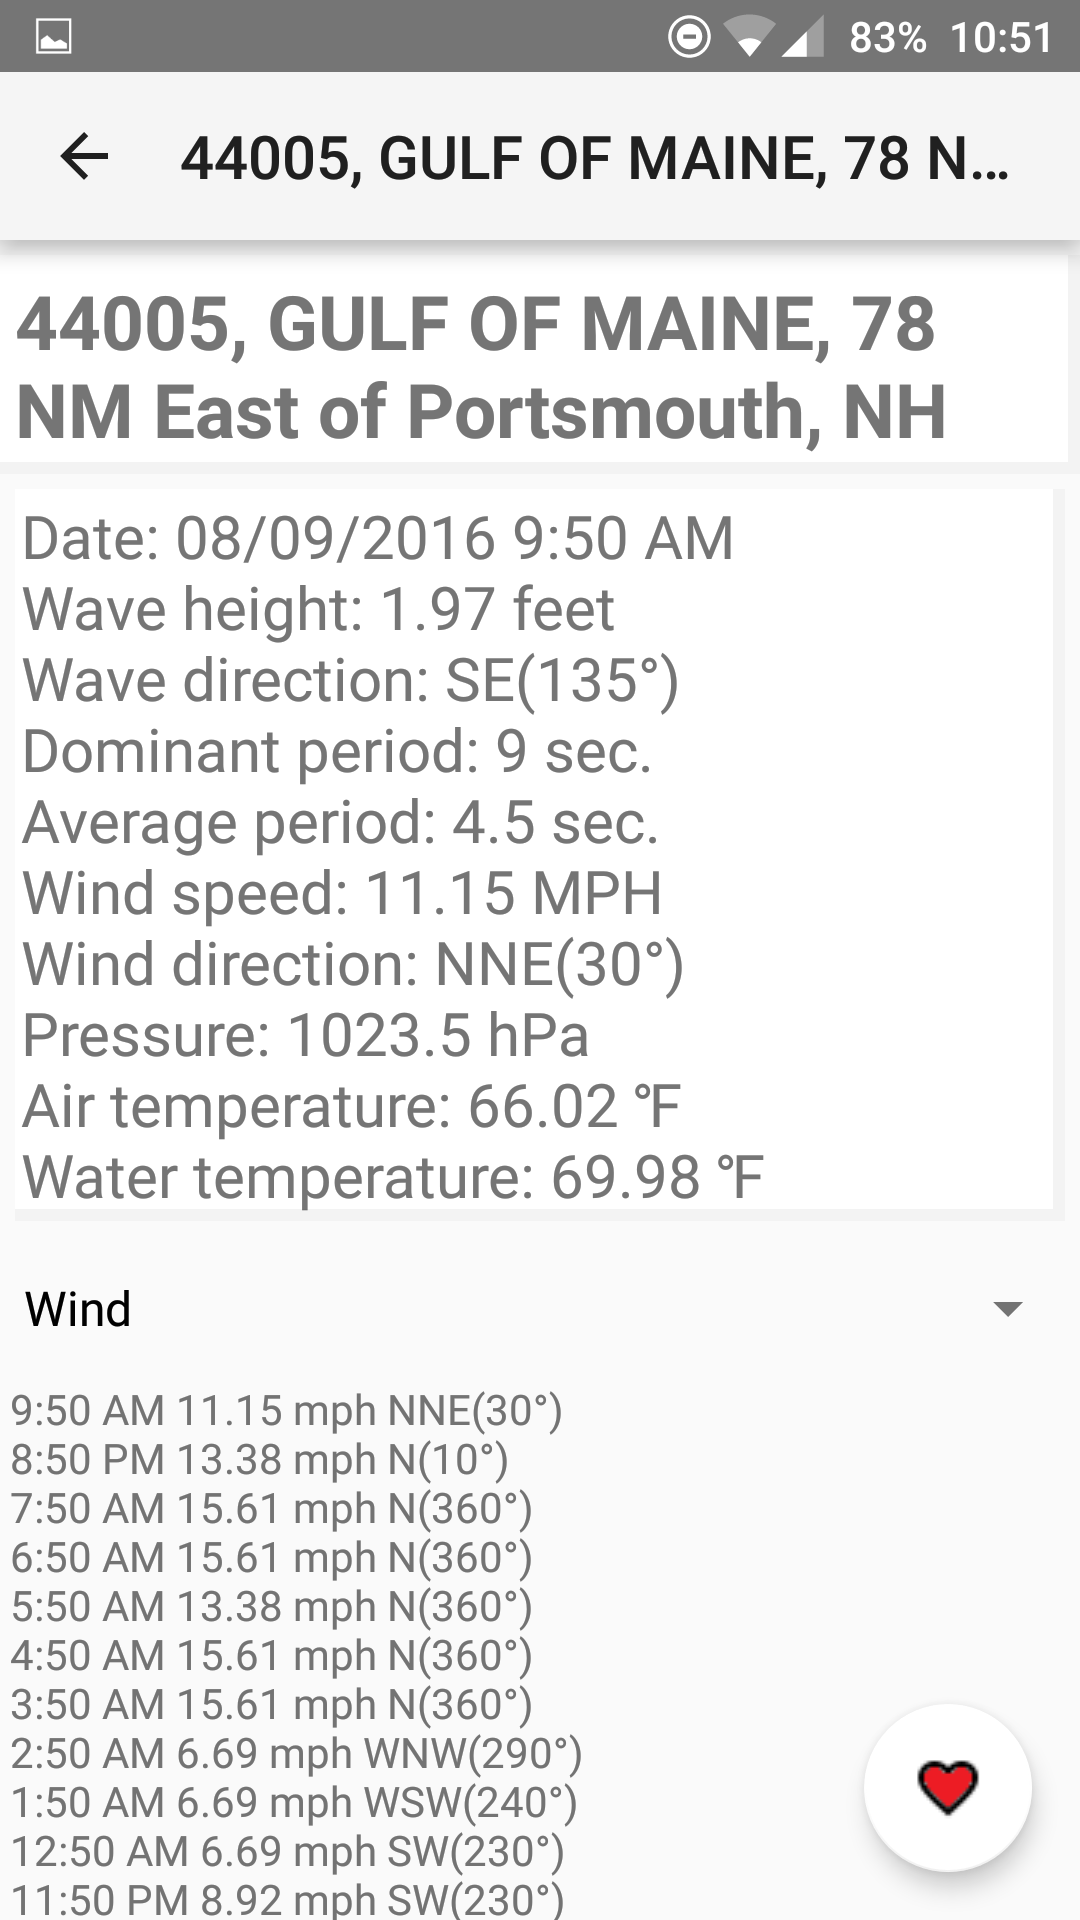 83% 10:51
44005, GULF OF MAINE, 78 N...
44005, GULF OF MAINE, 78
NM East of Portsmouth, NH
Date: 08/09/2016 9:50 AM
Wave height: 1.97 feet
Wave direction: SE(135°)
Dominant period: 9 sec.
Average period: 4.5 sec.
Wind speed: 11.15 MPH
Wind direction: NNE(30°)
Pressure: 1023.5 hPa
Air temperature: 66.02 °F
Water temperature: 69.98 °F
Wind
9:50 AM 11.15 mph NNE(30°)
8:50 PM 13.38 mph N(10°)
7:50 AM 15.61 mph N(360°)
6:50 AM 15.61 mph N(360°)
5:50 AM 13.38 mph N(360°)
4:50 AM 15.61 mph N(360°)
3:50 AM 15.61 mph N(360°)
2:50 AM 6.69 mph WNW(290°)
1:50 AM 6.69 mph WSW(240°)
12:50 AM 6.69 mph SW(230°)
11:50 PM 8.92 mph SW(230°)